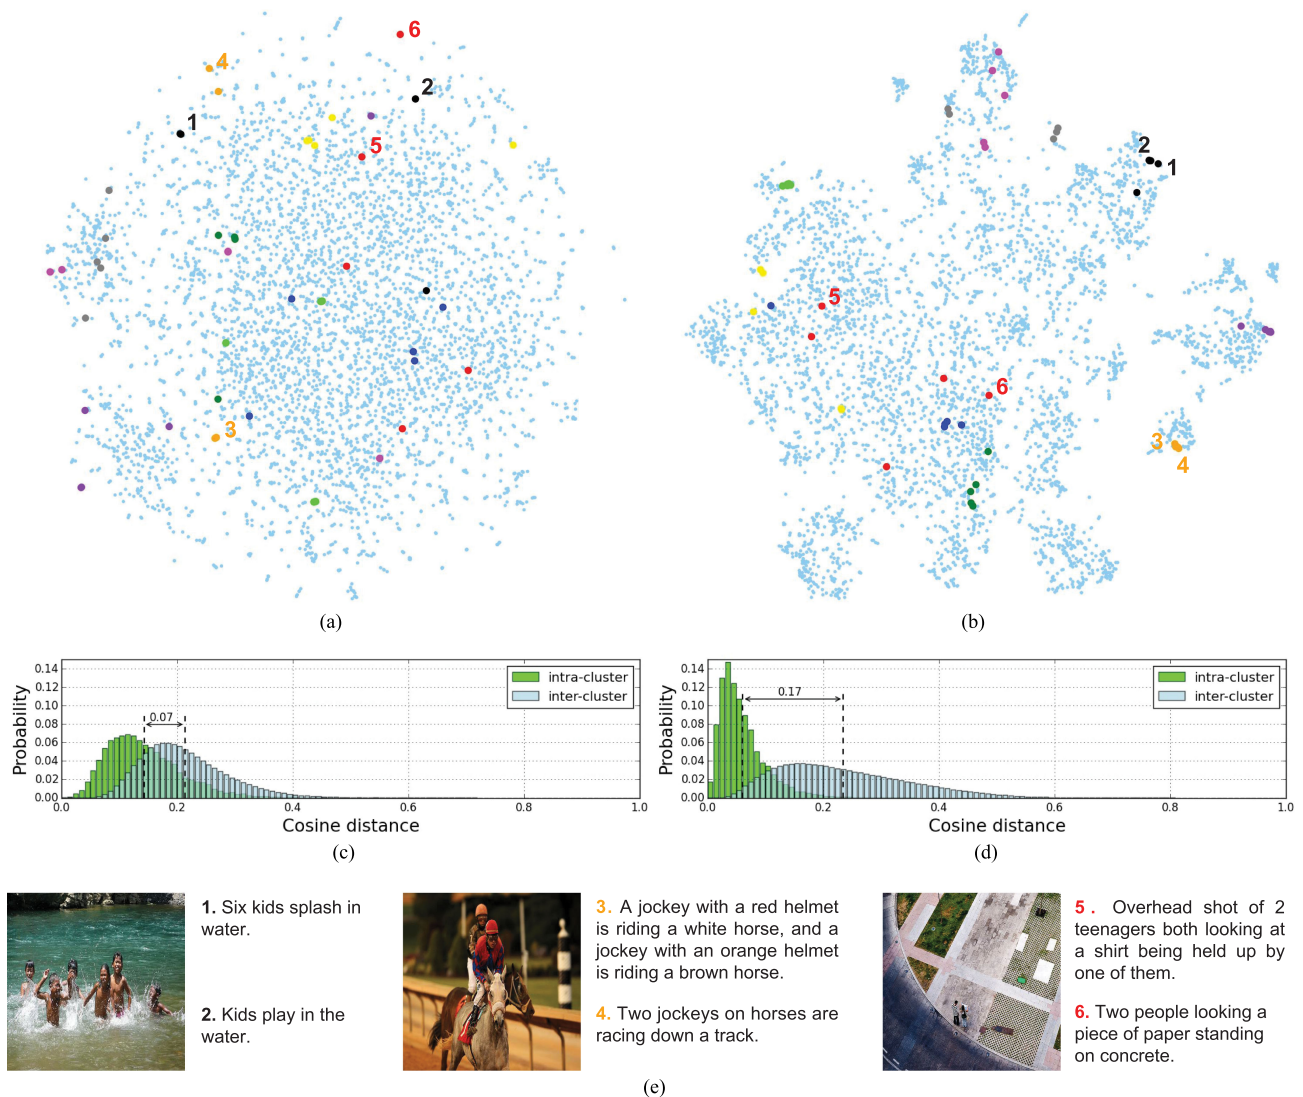 6
4
2
1
5
3
(a)
2
1
5
6
3
4
(b)
0.14
0.12
0.10
0.08
0.06
0.04
0.02
0.00
Probability
0.07
intra-cluster
inter-cluster
0.0 0.2 0.4 0.6 0.8 1.0
Cosine distance
(c)
0.14
0.12
0.10
0.08
0.06
0.04
0.02
0.00
Probability
0.17
intra-cluster
inter-cluster
0.0 0.2 0.4 0.6 0.8 1.0
Cosine distance
(d)
1. Six kids splash in
water.
2. Kids play in the
water.
3. A jockey with a red helmet
is riding a white horse, and a
jockey with an orange helmet
is riding a brown horse.
4. Two jockeys on horses are
racing down a track.
5 . Overhead shot of 2
teenagers both looking at
a shirt being held up by
one of them.
6. Two people looking a
piece of paper standing
on concrete.
(e)